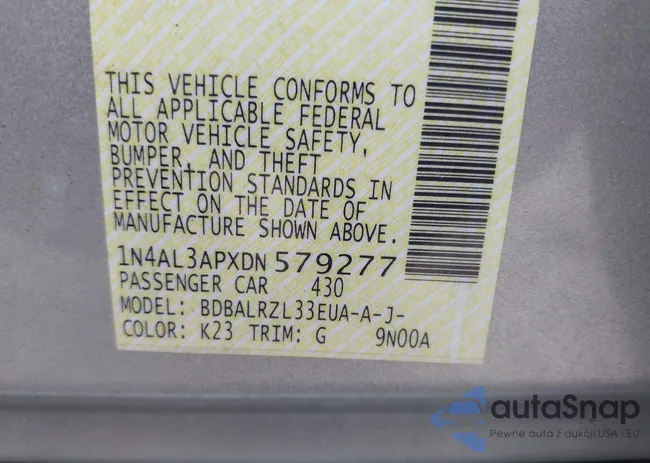 THIS VEHICLE CONFORMS TO
ALL APPLICABLE FEDERAL
MOTOR VEHICLE SAFETY,
BUMPER, AND THEFT
PREVENTION STANDARDS IN
EFFECT ON THE DATE OF
MANUFACTURE SHOWN ABOVE.
1N4AL3APXDN 579277
PASSENGER CAR 430
MODEL: BDBALRZL33EUA-A-J-
COLOR: K23 TRIM: G 9N00A
autaSnap
Pewne auta z aukcji USA i EU